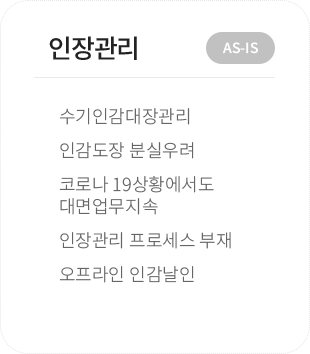 인장관리
AS-IS
수기인감대장관리
인감도장 분실우려
코로나 19상황에서도
대면업무지속
인장관리 프로세스 부재
오프라인 인감날인